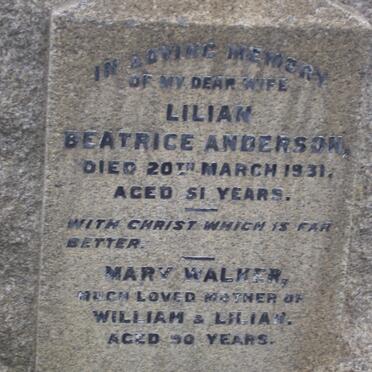 IN LOVING MEMORY
OF MY DEAR WIFE
LILIAN
BEATRICE ANDERSON,
DIED 20TH MARCH 1931,
AGED 51 YEARS.
WITH CHRIST WHICH IS FAR
BETTER.
MARY WALKER,
MUCH LOVED MOTHER OF
WILLIAM & LILIAN.
AGED 90 YEARS.